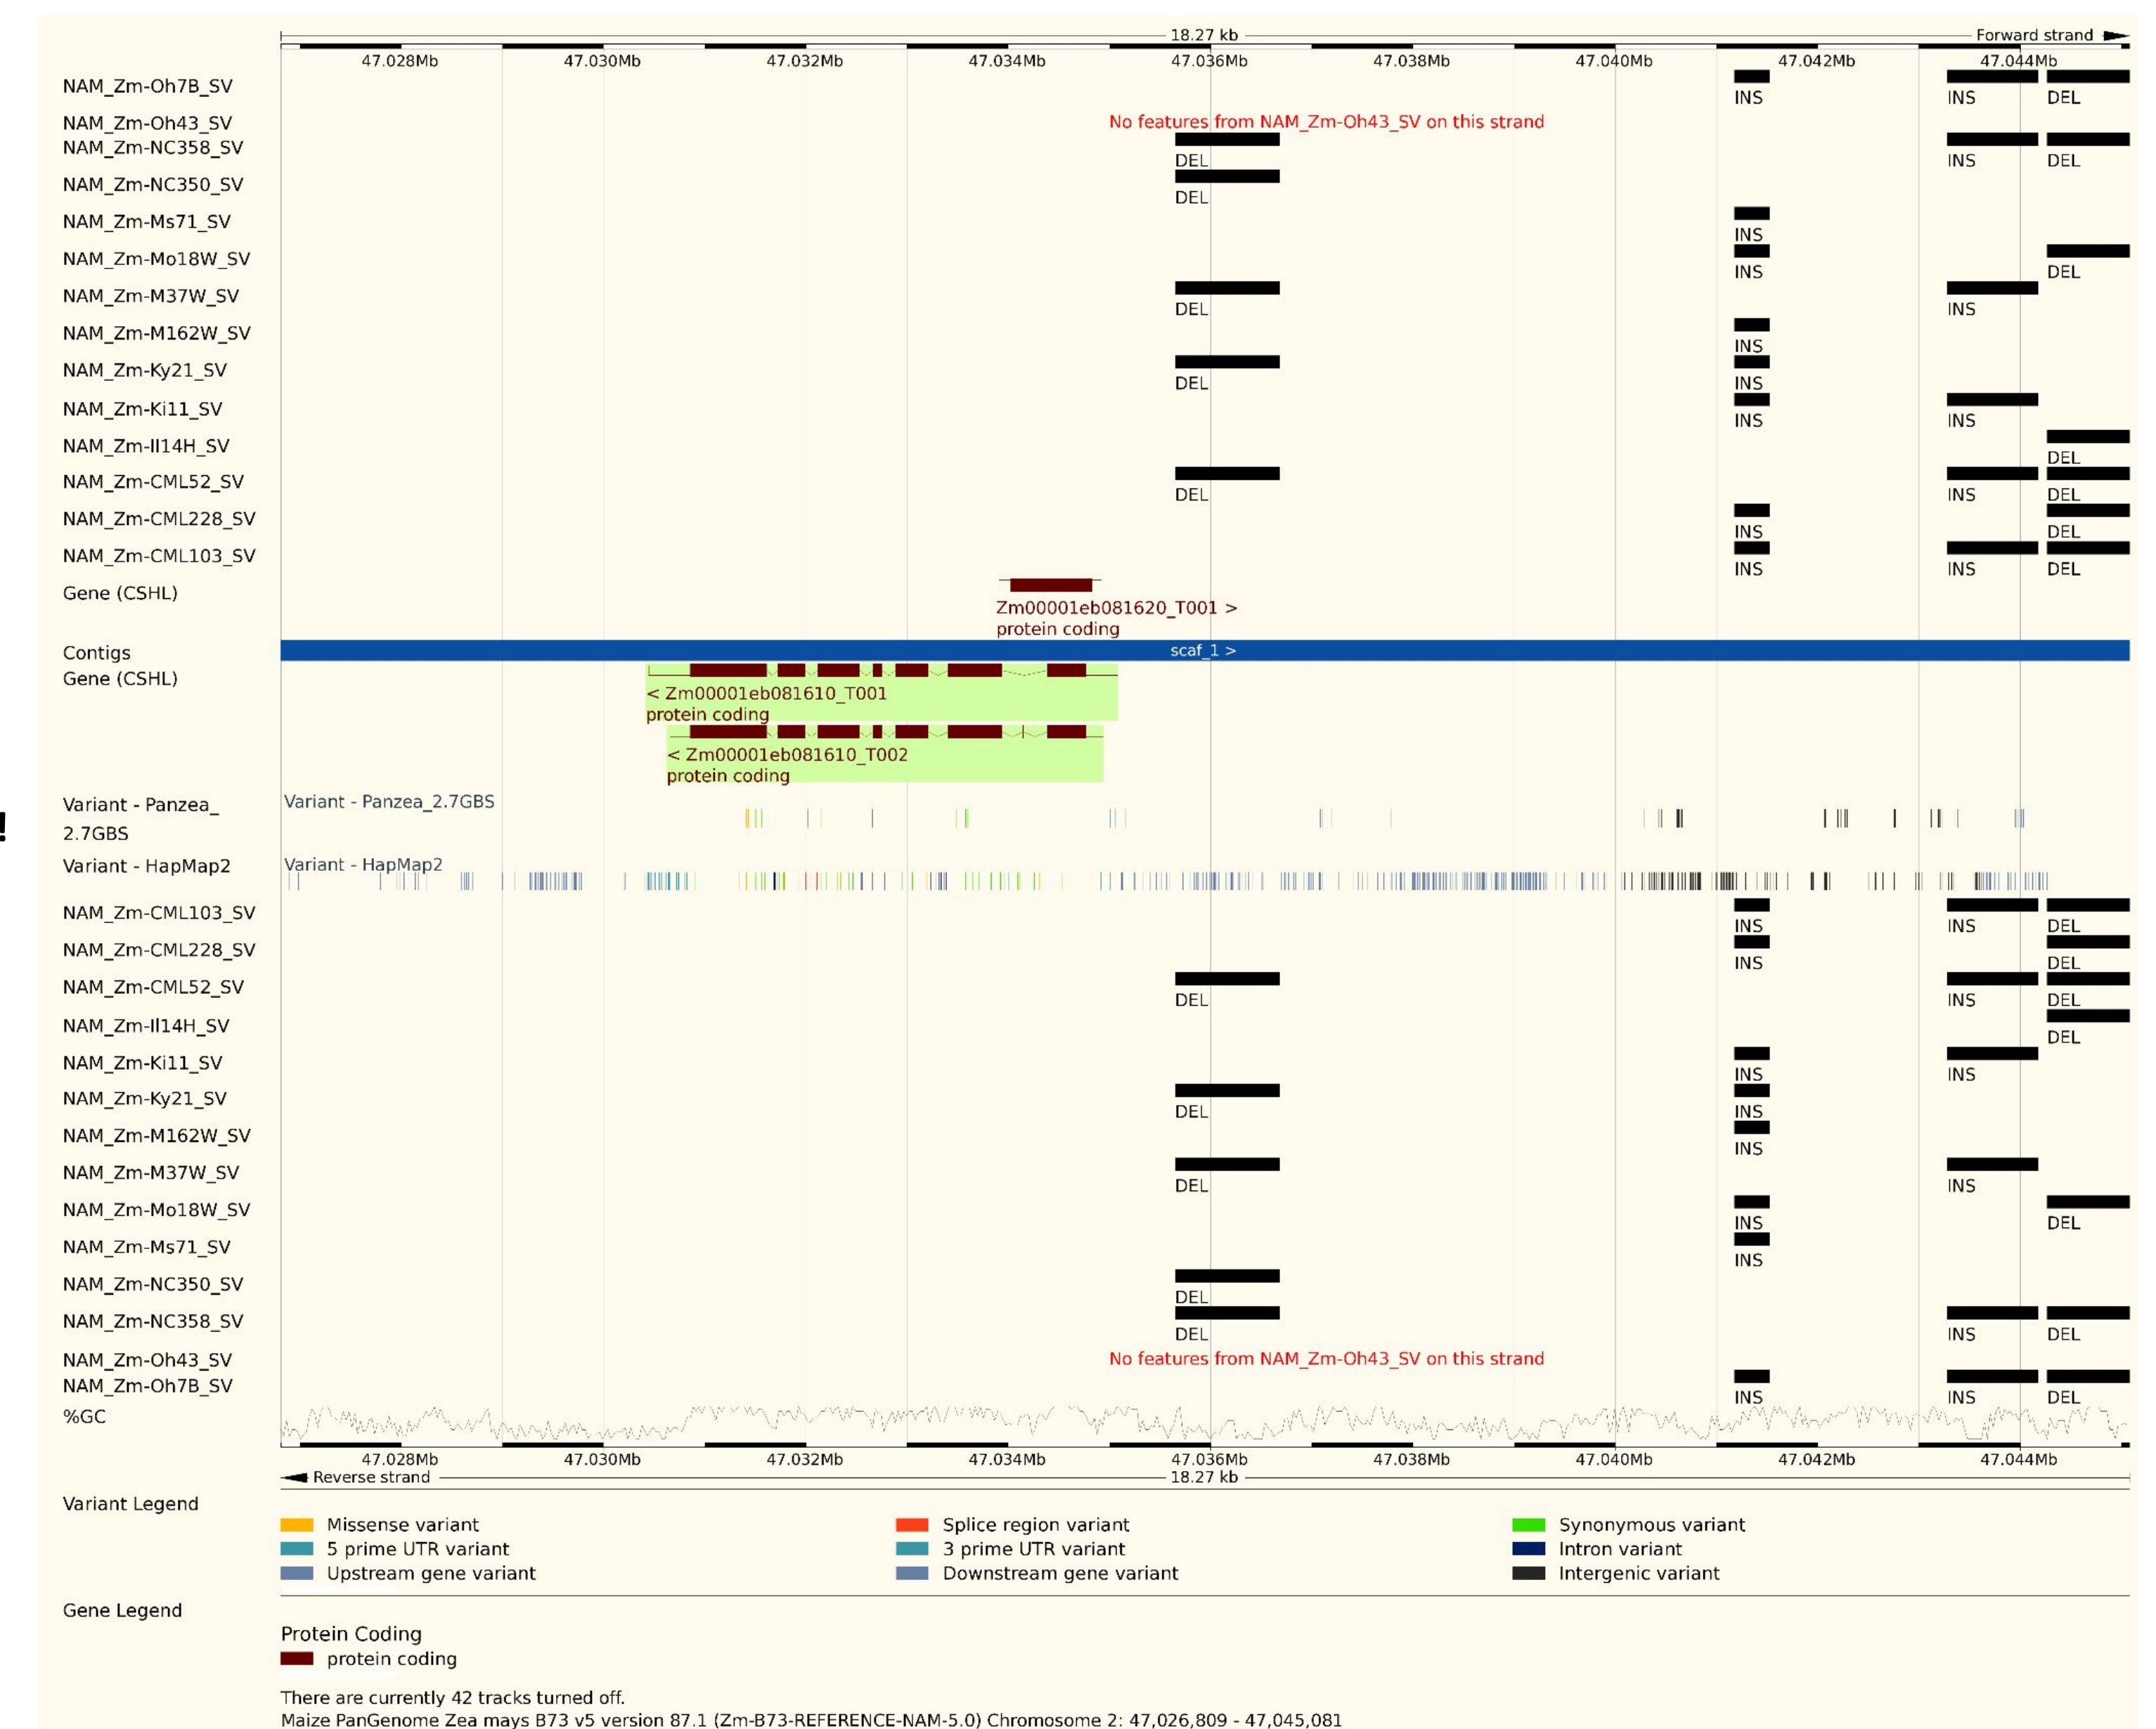 18.27 kb Forward strand
47.028Mb 47.030Mb 47.032Mb 47.034Mb 47.036Mb 47.038Mb 47.040Mb 47.042Mb 47.044Mb
NAM_Zm-Oh7B_SV
INS INS DEL
NAM_Zm-Oh43_SV No features from NAM_Zm-Oh43_SV on this strand
NAM_Zm-NC358_SV
DEL INS DEL
NAM_Zm-NC350_SV
DEL
NAM_Zm-Ms71_SV
INS
NAM_Zm-Mo18W_SV
INS DEL
NAM_Zm-M37W_SV
DEL INS
NAM_Zm-M162W_SV
INS
NAM_Zm-Ky21_SV
DEL INS
NAM_Zm-Ki11_SV
INS INS
NAM_Zm-Il14H_SV
DEL
NAM_Zm-CML52_SV
DEL INS DEL
NAM_Zm-CML228_SV
INS DEL
NAM_Zm-CML103_SV
INS INS DEL
Gene (CSHL)
Zm00001eb081620_T001 >
protein coding
Contigs scaf_1 >
Gene (CSHL)
< Zm00001eb081610_T001
protein coding
< Zm00001eb081610_T002
protein coding
Variant - Panzea_ Variant - Panzea_2.7GBS
!
2.7GBS
Variant - HapMap2 Variant - HapMap2
NAM_Zm-CML103_SV
INS INS DEL
NAM_Zm-CML228_SV
INS DEL
NAM_Zm-CML52_SV
DEL INS DEL
NAM_Zm-Il14H_SV
DEL
NAM_Zm-Ki11_SV
INS INS
NAM_Zm-Ky21_SV
DEL INS
NAM_Zm-M162W_SV
INS
NAM_Zm-M37W_SV
DEL INS
NAM_Zm-Mo18W_SV
INS DEL
NAM_Zm-Ms71_SV
INS
NAM_Zm-NC350_SV
DEL
NAM_Zm-NC358_SV
DEL INS DEL
NAM_Zm-Oh43_SV No features from NAM_Zm-Oh43_SV on this strand
NAM_Zm-Oh7B_SV
INS INS DEL
%GC
47.028Mb 47.030Mb 47.032Mb 47.034Mb 47.036Mb 47.038Mb 47.040Mb 47.042Mb 47.044Mb
Reverse strand 18.27 kb
Variant Legend
Missense variant Splice region variant Synonymous variant
5 prime UTR variant 3 prime UTR variant Intron variant
Upstream gene variant Downstream gene variant Intergenic variant
Gene Legend
Protein Coding
protein coding
There are currently 42 tracks turned off.
Maize PanGenome Zea mays B73 v5 version 87.1 (Zm-B73-REFERENCE-NAM-5.0) Chromosome 2: 47,026,809 - 47,045,081